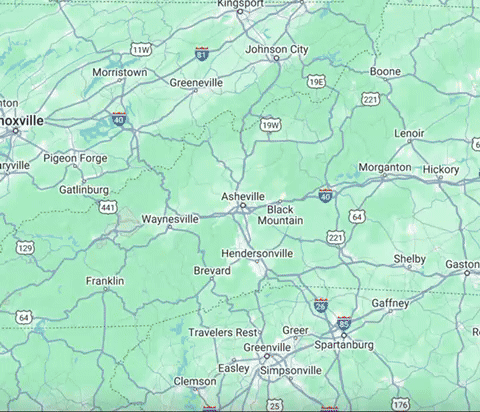 Kingsport
11W
81
Johnson City
Morristown
Greeneville
19E
Boone
221
40
19W
noxville
Lenoir
Pigeon Forge
Morganton
Hickory
Gatlinburg
441
Asheville
40
Black
Mountain
64
Waynesville
221
129
Hendersonville
Shelby
Brevard
Franklin
26
Gaffney
64
85
Travelers Rest
Greer
Greenville
Spartanburg
Easley
Simpsonville
Clemson
25
176